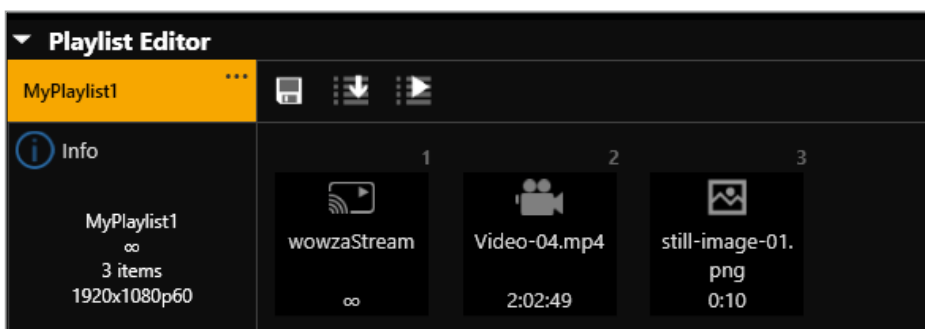 Playlist Editor
MyPlaylist1 ...
Info
MyPlaylist1
∞
3 items
1920x1080p60
1
wowzaStream
∞
2
Video-04.mp4
2:02:49
3
still-image-01.
png
0:10